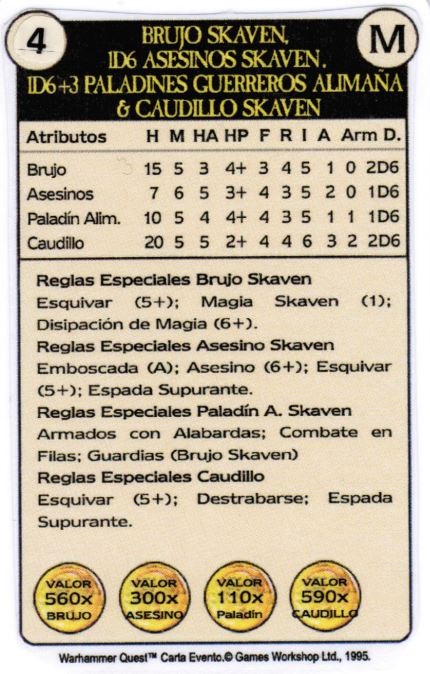 4
M
BRUJO SKAVEN,
1D6 ASESINOS SKAVEN.
1D6+3 PALADINES GUERREROS ALIMAÑA
& CAUDILLO SKAVEN
Atributos H M HA HP F R I A Arm D.
Brujo 15 5 3 4+ 3 4 5 1 0 2D6
Asesinos 7 6 5 3+ 4 3 5 2 0 1D6
Paladín Alim. 10 5 4 4+ 4 3 5 1 1 1D6
Caudillo 20 5 5 2+ 4 4 6 3 2 2D6
Reglas Especiales Brujo Skaven
Esquivar (5+); Magia Skaven (1);
Disipación de Magia (6+).
Reglas Especiales Asesino Skaven
Emboscada (A); Asesino (6+); Esquivar
(5+); Espada Supurante.
Reglas Especiales Paladín A. Skaven
Armados con Alabardas; Combate en
Filas; Guardias (Brujo Skaven)
Reglas Especiales Caudillo
Esquivar (5+); Destrabarse; Espada
Supurante.
VALOR
560x
BRUJO
VALOR
300x
ASESINO
VALOR
110x
Paladín
VALOR
590x
CAUDILLO
Warhammer Quest™ Carta Evento.© Games Workshop Ltd., 1995.